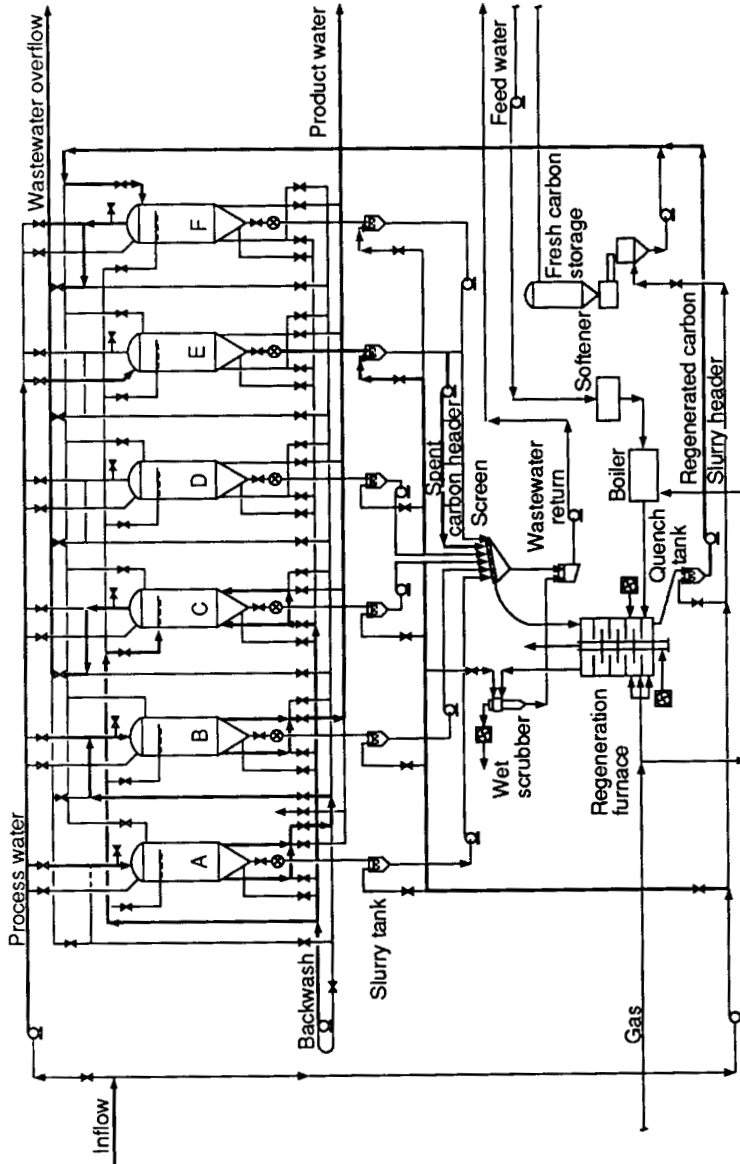 Wastewater overflow
Process water
Product water
Feed water
A
B
C
D
E
F
Fresh carbon
storage
Softener
Spent
carbon header
Screen
Backwash
Slurry tank
Wastewater
return
Boiler
Regenerated carbon
Slurry header
Quench
tank
Wet
scrubber
Regeneration
furnace
Inflow
Gas